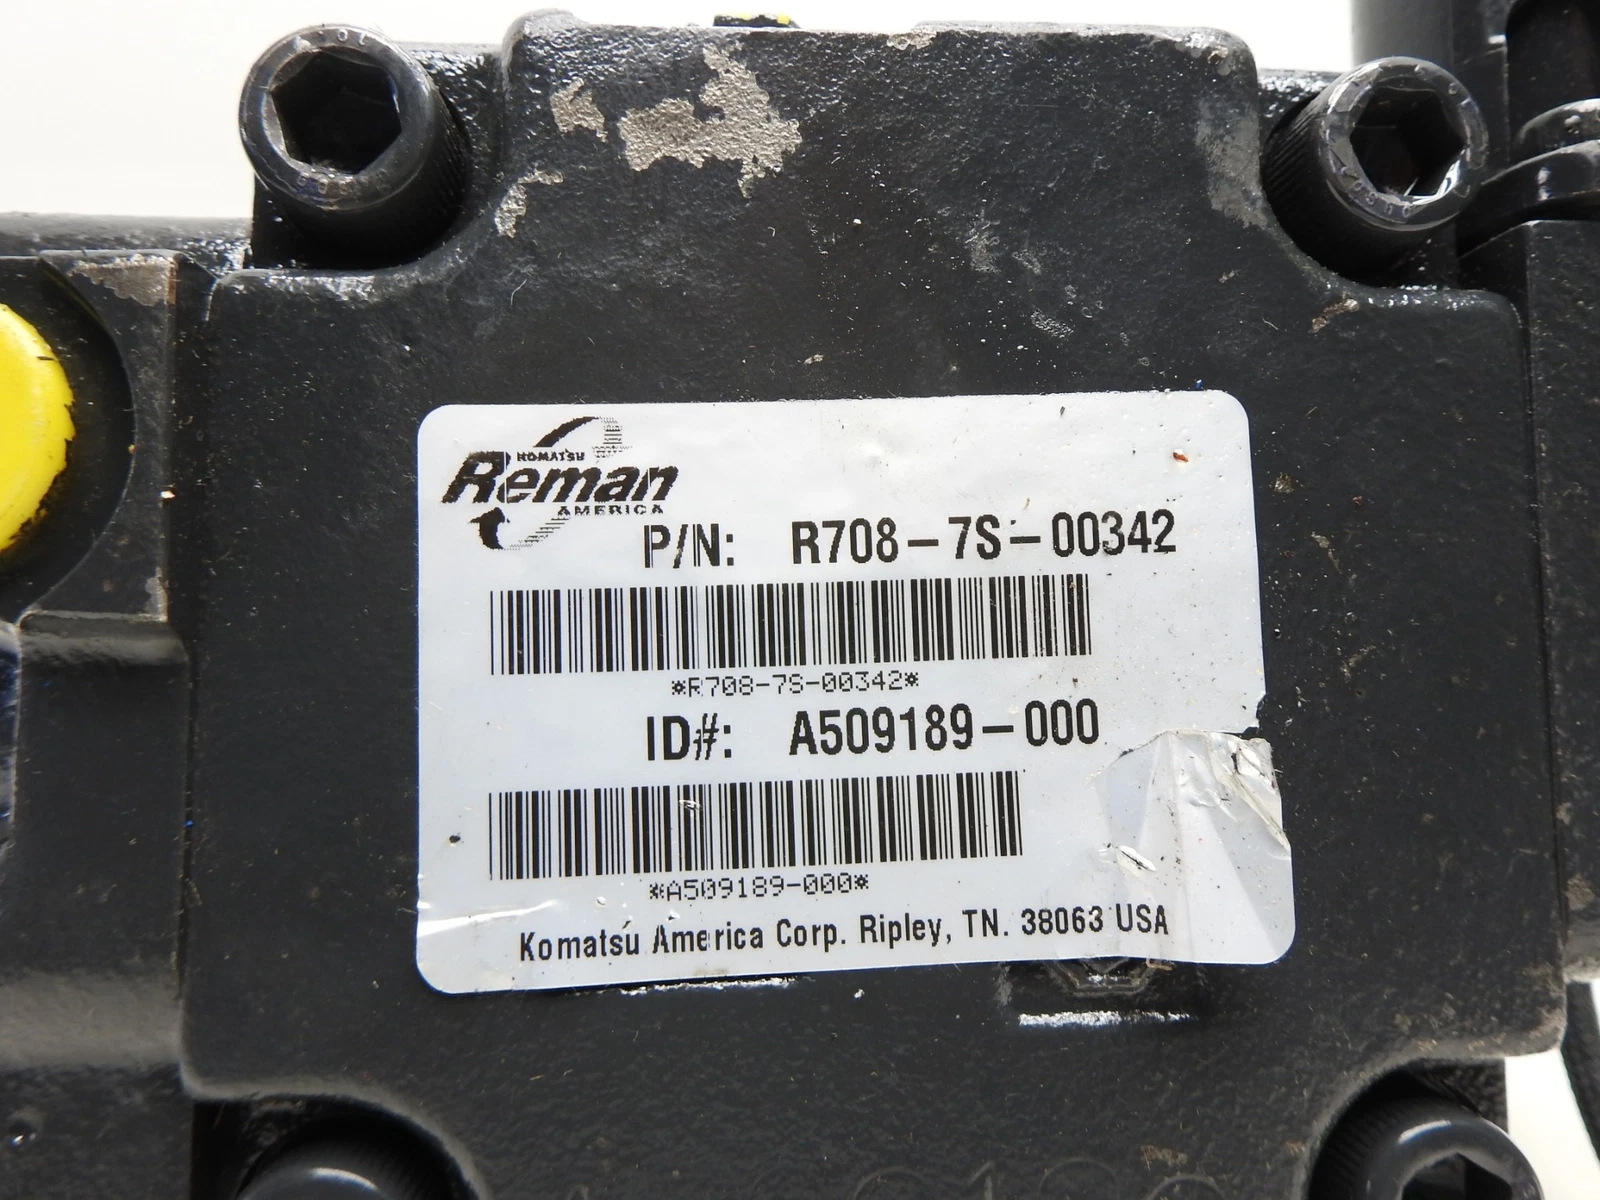 KOMATSU
Reman
AMERICA
P/N: R708-7S-00342
*R708-7S-00342*
ID#: A509189-000
*A509189-000*
Komatsu America Corp. Ripley, TN. 38063 USA